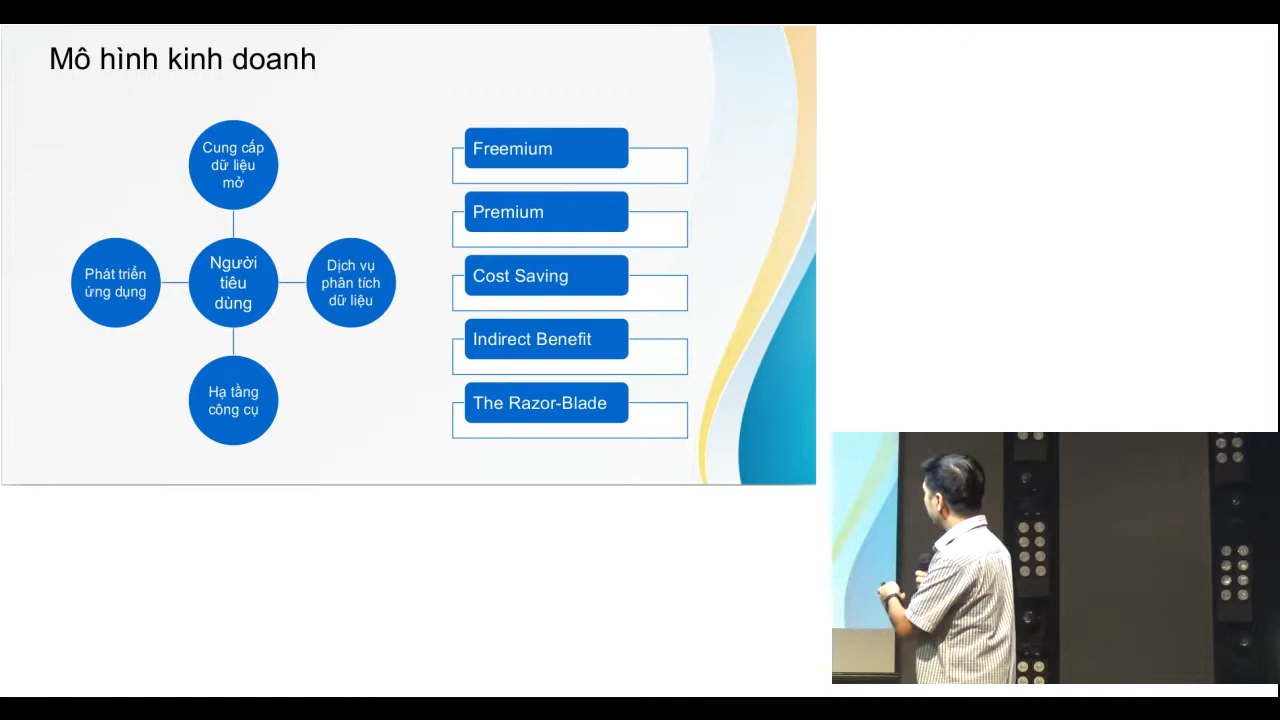 Mô hình kinh doanh
Cung cấp
dữ liệu
mở
Phát triển
ứng dụng
Người
tiêu
dùng
Dịch vụ
phân tích
dữ liệu
Hạ tầng
công cụ
Freemium
Premium
Cost Saving
Indirect Benefit
The Razor-Blade